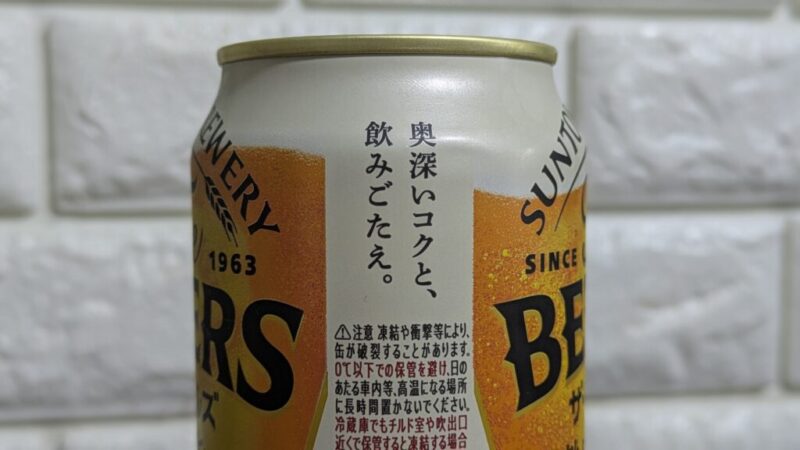 奥深いコクと、
飲みごたえ。
⚠注意 凍結や衝撃等により、
缶が破裂することがあります。
0℃以下での保管を避け、日の
あたる車内等、高温になる場所
に長時間置かないでください。
冷蔵庫でもチルド室や吹出口
近くで保管すると凍結する場合
EWERY
1963
ERS
ズ
SUNTO
SINCE
BE
ザ